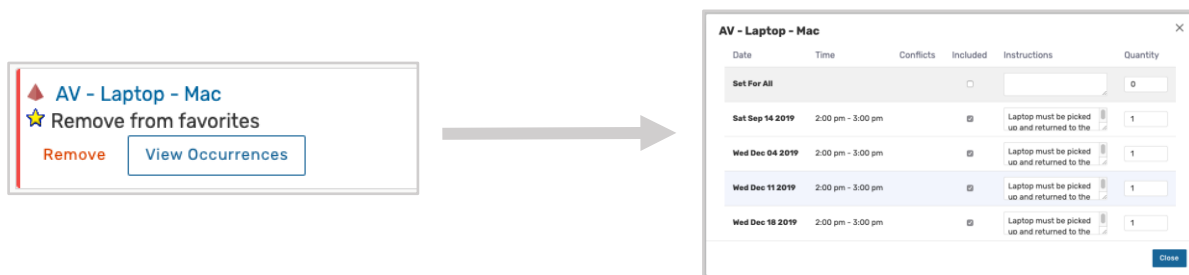 AV - Laptop - Mac
Remove from favorites
Remove View Occurrences
AV - Laptop - Mac
Date Time Conflicts Included Instructions Quantity
Set For All 0
Sat Sep 14 2019 2:00 pm - 3:00 pm Laptop must be picked up and returned to the 1
Wed Dec 04 2019 2:00 pm - 3:00 pm Laptop must be picked up and returned to the 1
Wed Dec 11 2019 2:00 pm - 3:00 pm Laptop must be picked up and returned to the 1
Wed Dec 18 2019 2:00 pm - 3:00 pm Laptop must be picked up and returned to the 1
Close